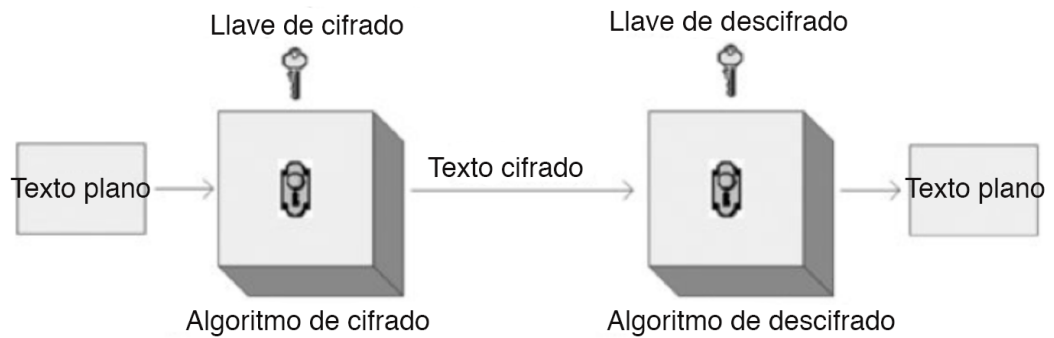 Llave de cifrado
Llave de descifrado
Texto plano
Texto cifrado
Texto plano
Algoritmo de cifrado
Algoritmo de descifrado